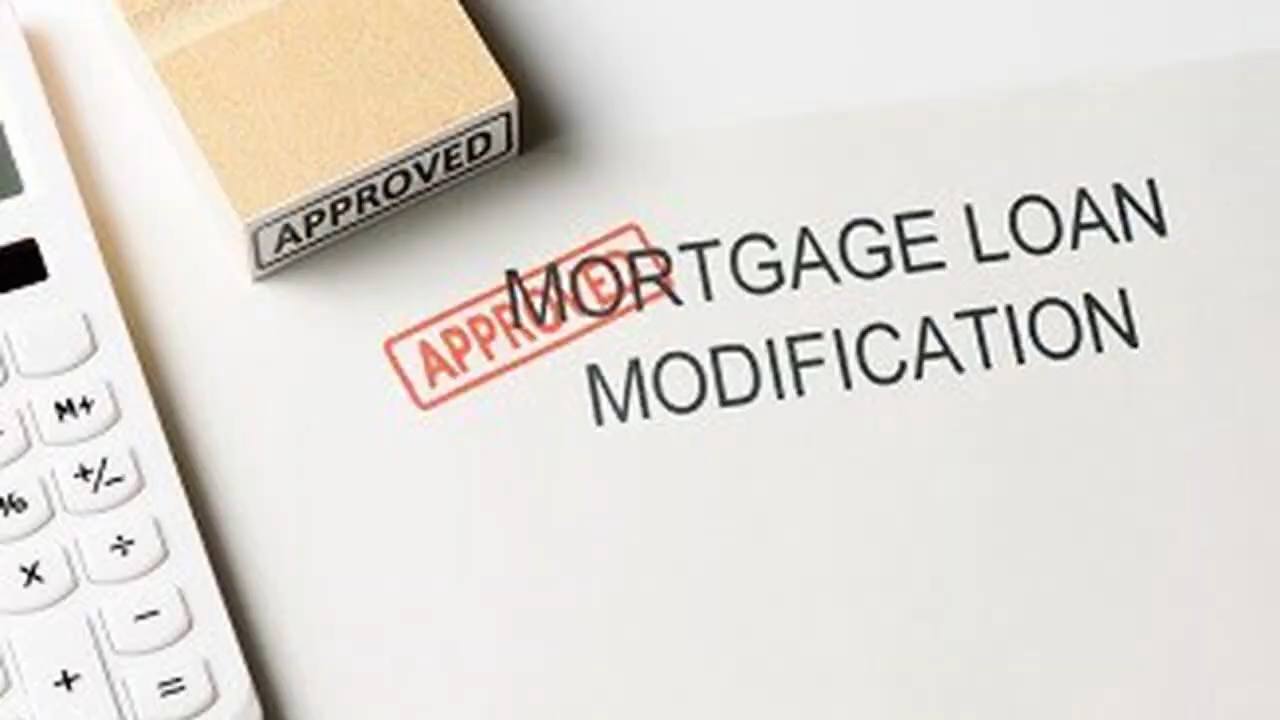 APPROVED
APPROVED
MORTGAGE LOAN
MODIFICATION
M+
%
+/-
X
÷
-
+
=